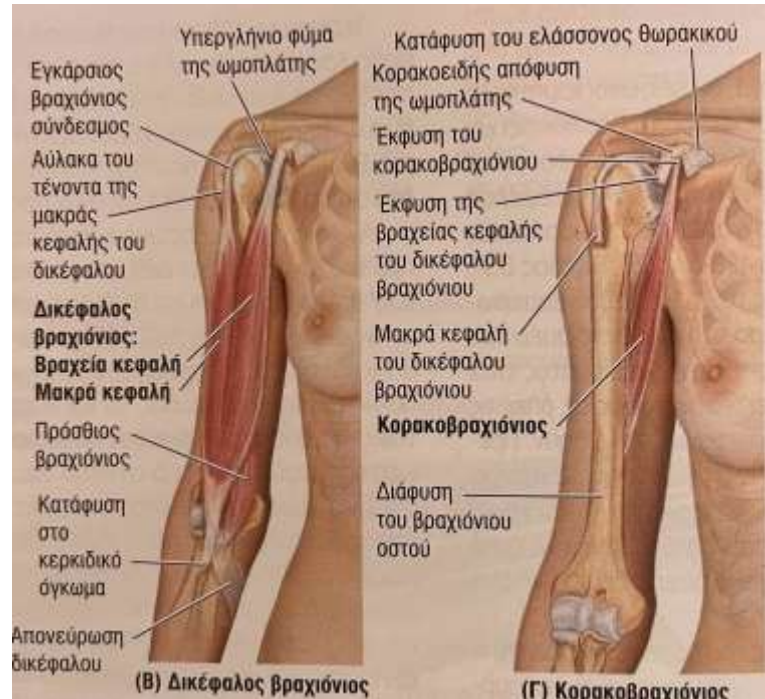 Υπεργλήνιο φύμα
της ωμοπλάτης
Εγκάρσιος
βραχιόνιος
σύνδεσμος
Αύλακα του
τένοντα της
μακράς
κεφαλής του
δικέφαλου
Δικέφαλος
βραχιόνιος:
Βραχεία κεφαλή
Μακρά κεφαλή
Πρόσθιος
βραχιόνιος
Κατάφυση
στο
κερκιδικό
όγκωμα
Απονεύρωση
δικέφαλου
(Β) Δικέφαλος βραχιόνιος
Κατάφυση του ελάσσονος θωρακικού
Κορακοειδής απόφυση
της ωμοπλάτης
Έκφυση του
κορακοβραχιόνιου
Έκφυση της
βραχείας κεφαλής
του δικέφαλου
βραχιόνιου
Μακρά κεφαλή
του δικέφαλου
βραχιόνιου
Κορακοβραχιόνιος
Διάφυση
του βραχιόνιου
οστού
(Γ) Κορακοβραχιόνιος